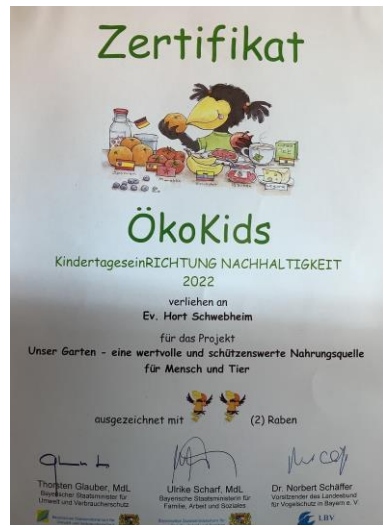 Zertifikat
ÖkoKids
KindertageseinRICHTUNG NACHHALTIGKEIT
2022
verliehen an
Ev. Hort Schwebheim
für das Projekt
Unser Garten - eine wertvolle und schützenswerte Nahrungsquelle
für Mensch und Tier
ausgezeichnet mit (2) Raben
Thorsten Glauber, MdL
Bayerischer Staatsminister für
Umwelt und Verbraucherschutz
Ulrike Scharf, MdL
Bayerische Staatsministerin für
Familie, Arbeit und Soziales
Dr. Norbert Schäffer
Vorsitzender des Landesbund
für Vogelschutz in Bayern e. V.
LBV